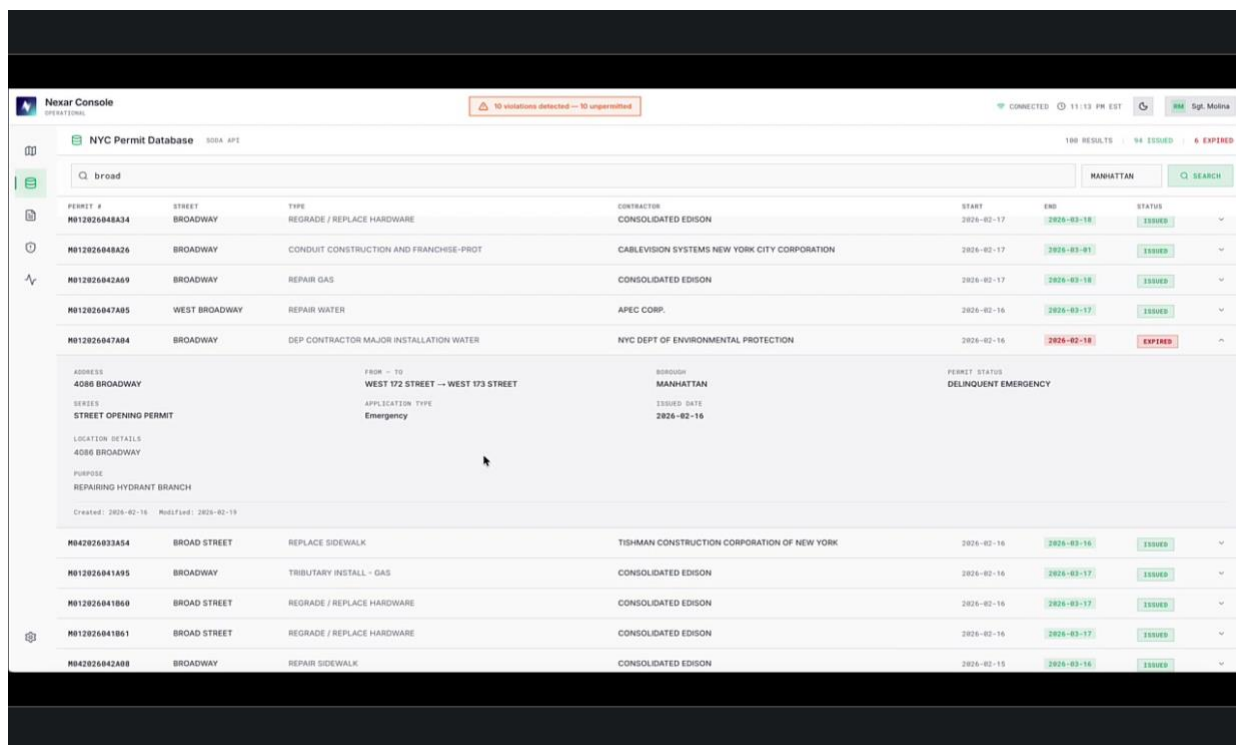 Nexar Console
OPERATIONAL
10 violations detected — 10 unpermitted
CONNECTED 11:13 PM EST
RM Sgt. Molina
NYC Permit Database SODA API
100 RESULTS 94 ISSUED 6 EXPIRED
broad
MANHATTAN
SEARCH
PERMIT # STREET TYPE CONTRACTOR START END STATUS
M012026048A34 BROADWAY REGRADE / REPLACE HARDWARE CONSOLIDATED EDISON 2026-02-17 2026-03-18 ISSUED
M012026048A26 BROADWAY CONDUIT CONSTRUCTION AND FRANCHISE-PROT CABLEVISION SYSTEMS NEW YORK CITY CORPORATION 2026-02-17 2026-03-01 ISSUED
M012026042A69 BROADWAY REPAIR GAS CONSOLIDATED EDISON 2026-02-17 2026-03-18 ISSUED
M012026047A05 WEST BROADWAY REPAIR WATER APEC CORP. 2026-02-16 2026-03-17 ISSUED
M012026047A04 BROADWAY DEP CONTRACTOR MAJOR INSTALLATION WATER NYC DEPT OF ENVIRONMENTAL PROTECTION 2026-02-16 2026-02-18 EXPIRED
ADDRESS FROM — TO BOROUGH PERMIT STATUS
4086 BROADWAY WEST 172 STREET → WEST 173 STREET MANHATTAN DELINQUENT EMERGENCY
SERIES APPLICATION TYPE ISSUED DATE
STREET OPENING PERMIT Emergency 2026-02-16
LOCATION DETAILS
4086 BROADWAY
PURPOSE
REPAIRING HYDRANT BRANCH
Created: 2026-02-16 Modified: 2026-02-19
M042026033A54 BROAD STREET REPLACE SIDEWALK TISHMAN CONSTRUCTION CORPORATION OF NEW YORK 2026-02-16 2026-03-16 ISSUED
M012026041A95 BROADWAY TRIBUTARY INSTALL - GAS CONSOLIDATED EDISON 2026-02-16 2026-03-17 ISSUED
M012026041B60 BROAD STREET REGRADE / REPLACE HARDWARE CONSOLIDATED EDISON 2026-02-16 2026-03-17 ISSUED
M012026041B61 BROAD STREET REGRADE / REPLACE HARDWARE CONSOLIDATED EDISON 2026-02-16 2026-03-17 ISSUED
M042026042A08 BROADWAY REPAIR SIDEWALK CONSOLIDATED EDISON 2026-02-15 2026-03-16 ISSUED